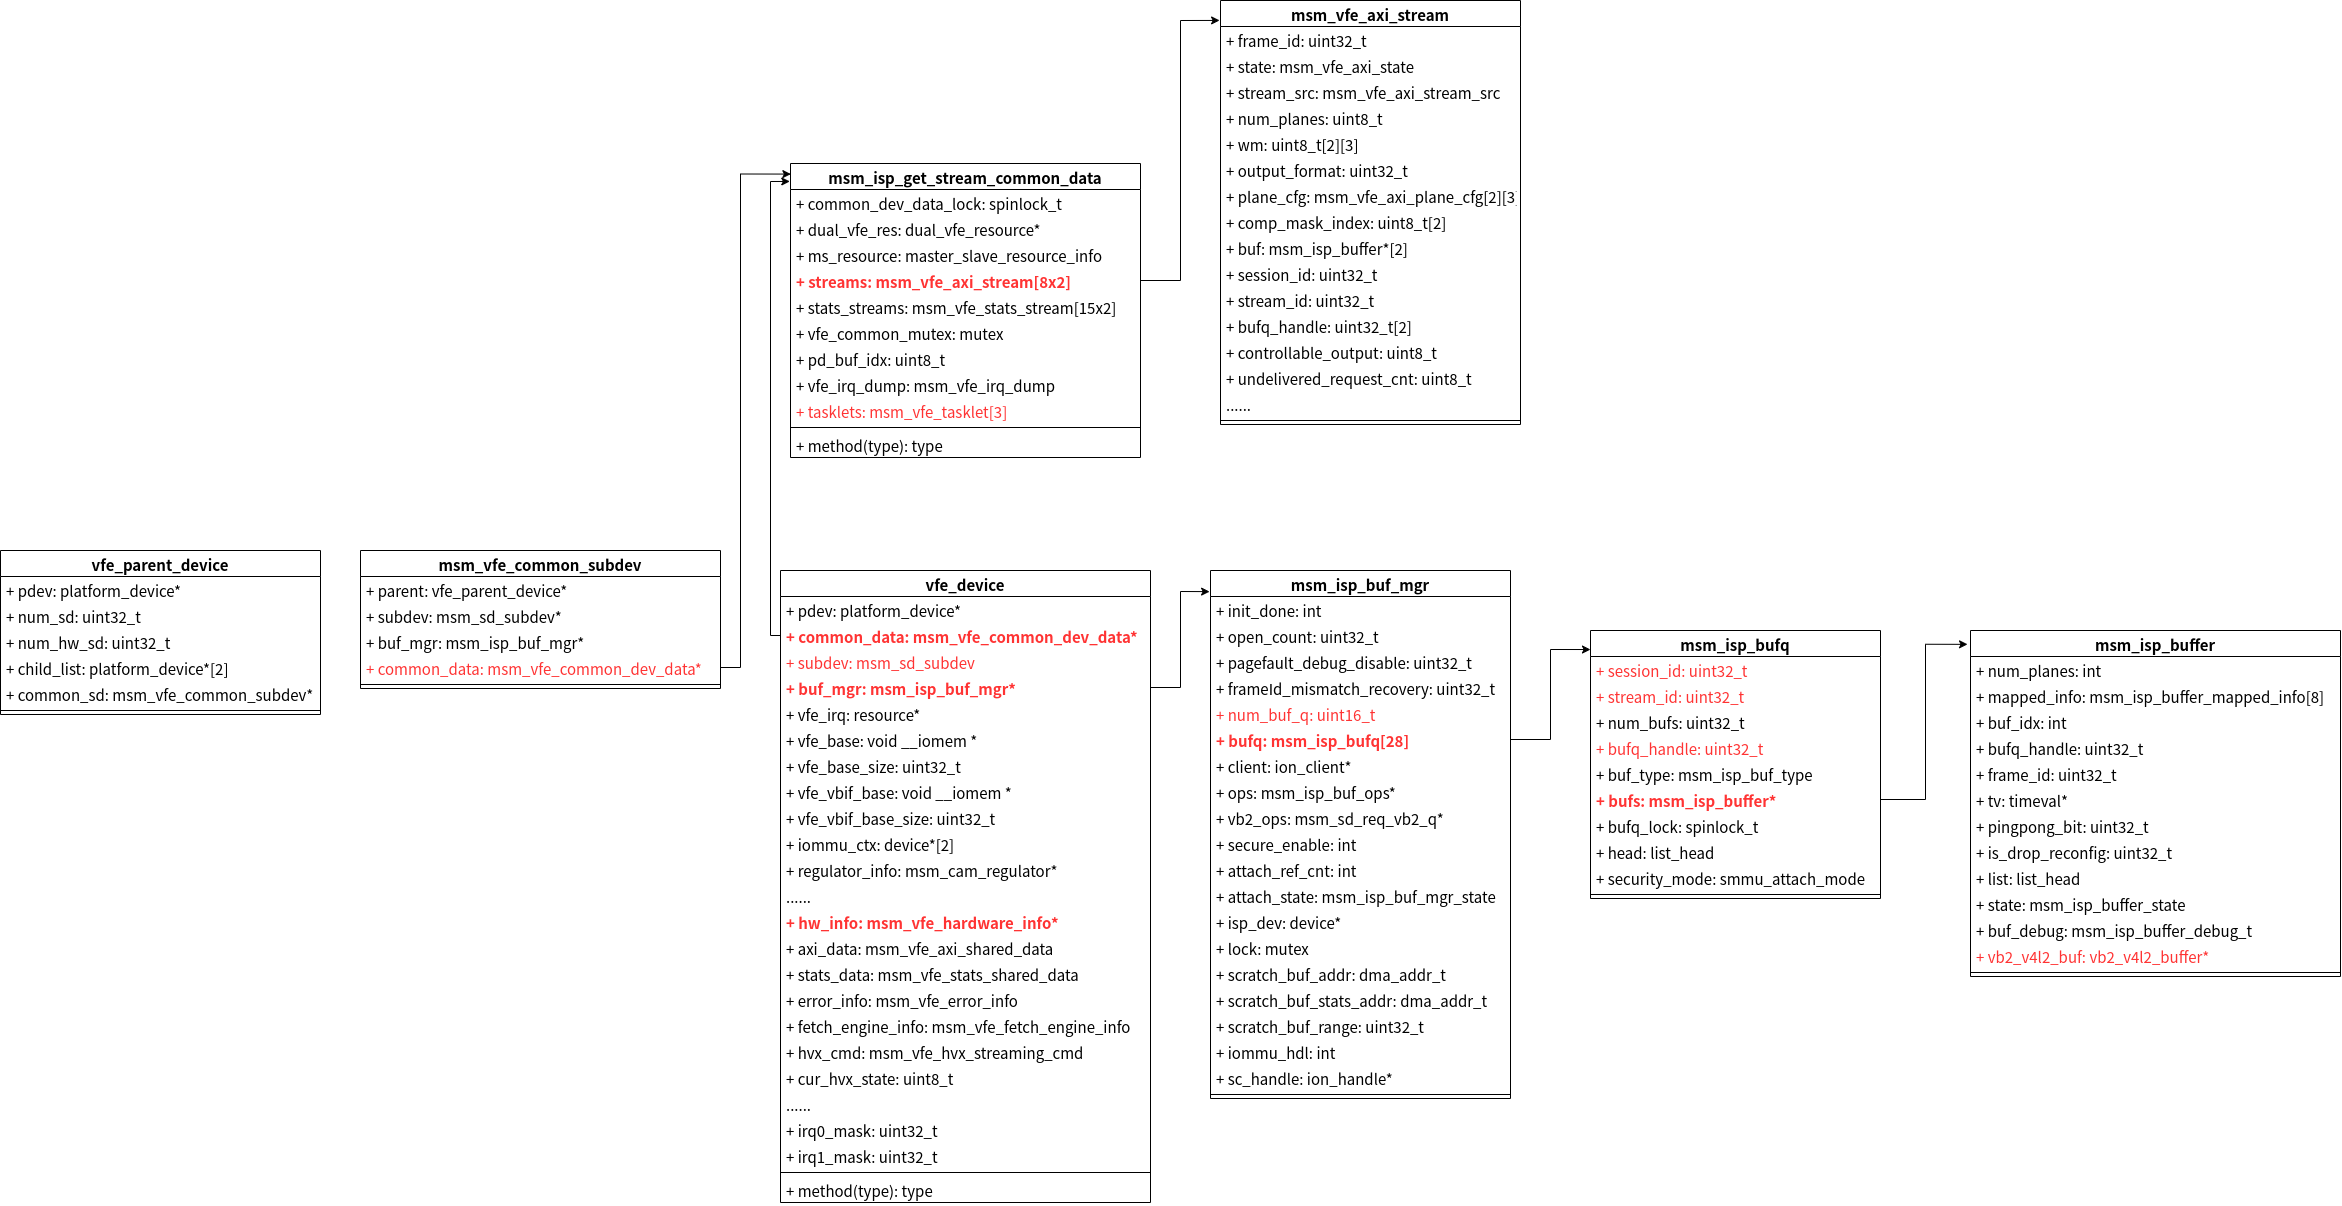 msm_vfe_axi_stream
+ frame_id: uint32_t
+ state: msm_vfe_axi_state
+ stream_src: msm_vfe_axi_stream_src
+ num_planes: uint8_t
+ wm: uint8_t[2][3]
+ output_format: uint32_t
+ plane_cfg: msm_vfe_axi_plane_cfg[2][3]
+ comp_mask_index: uint8_t[2]
+ buf: msm_isp_buffer*[2]
+ session_id: uint32_t
+ stream_id: uint32_t
+ bufq_handle: uint32_t[2]
+ controllable_output: uint8_t
+ undelivered_request_cnt: uint8_t
......
msm_isp_get_stream_common_data
+ common_dev_data_lock: spinlock_t
+ dual_vfe_res: dual_vfe_resource*
+ ms_resource: master_slave_resource_info
+ streams: msm_vfe_axi_stream[8x2]
+ stats_streams: msm_vfe_stats_stream[15x2]
+ vfe_common_mutex: mutex
+ pd_buf_idx: uint8_t
+ vfe_irq_dump: msm_vfe_irq_dump
+ tasklets: msm_vfe_tasklet[3]
+ method(type): type
vfe_parent_device
+ pdev: platform_device*
+ num_sd: uint32_t
+ num_hw_sd: uint32_t
+ child_list: platform_device*[2]
+ common_sd: msm_vfe_common_subdev*
msm_vfe_common_subdev
+ parent: vfe_parent_device*
+ subdev: msm_sd_subdev*
+ buf_mgr: msm_isp_buf_mgr*
+ common_data: msm_vfe_common_dev_data*
vfe_device
+ pdev: platform_device*
+ common_data: msm_vfe_common_dev_data*
+ subdev: msm_sd_subdev
+ buf_mgr: msm_isp_buf_mgr*
+ vfe_irq: resource*
+ vfe_base: void __iomem *
+ vfe_base_size: uint32_t
+ vfe_vbif_base: void __iomem *
+ vfe_vbif_base_size: uint32_t
+ iommu_ctx: device*[2]
+ regulator_info: msm_cam_regulator*
......
+ hw_info: msm_vfe_hardware_info*
+ axi_data: msm_vfe_axi_shared_data
+ stats_data: msm_vfe_stats_shared_data
+ error_info: msm_vfe_error_info
+ fetch_engine_info: msm_vfe_fetch_engine_info
+ hvx_cmd: msm_vfe_hvx_streaming_cmd
+ cur_hvx_state: uint8_t
......
+ irq0_mask: uint32_t
+ irq1_mask: uint32_t
+ method(type): type
msm_isp_buf_mgr
+ init_done: int
+ open_count: uint32_t
+ pagefault_debug_disable: uint32_t
+ frameId_mismatch_recovery: uint32_t
+ num_buf_q: uint16_t
+ bufq: msm_isp_bufq[28]
+ client: ion_client*
+ ops: msm_isp_buf_ops*
+ vb2_ops: msm_sd_req_vb2_q*
+ secure_enable: int
+ attach_ref_cnt: int
+ attach_state: msm_isp_buf_mgr_state
+ isp_dev: device*
+ lock: mutex
+ scratch_buf_addr: dma_addr_t
+ scratch_buf_stats_addr: dma_addr_t
+ scratch_buf_range: uint32_t
+ iommu_hdl: int
+ sc_handle: ion_handle*
msm_isp_bufq
+ session_id: uint32_t
+ stream_id: uint32_t
+ num_bufs: uint32_t
+ bufq_handle: uint32_t
+ buf_type: msm_isp_buf_type
+ bufs: msm_isp_buffer*
+ bufq_lock: spinlock_t
+ head: list_head
+ security_mode: smmu_attach_mode
msm_isp_buffer
+ num_planes: int
+ mapped_info: msm_isp_buffer_mapped_info[8]
+ buf_idx: int
+ bufq_handle: uint32_t
+ frame_id: uint32_t
+ tv: timeval*
+ pingpong_bit: uint32_t
+ is_drop_reconfig: uint32_t
+ list: list_head
+ state: msm_isp_buffer_state
+ buf_debug: msm_isp_buffer_debug_t
+ vb2_v4l2_buf: vb2_v4l2_buffer*